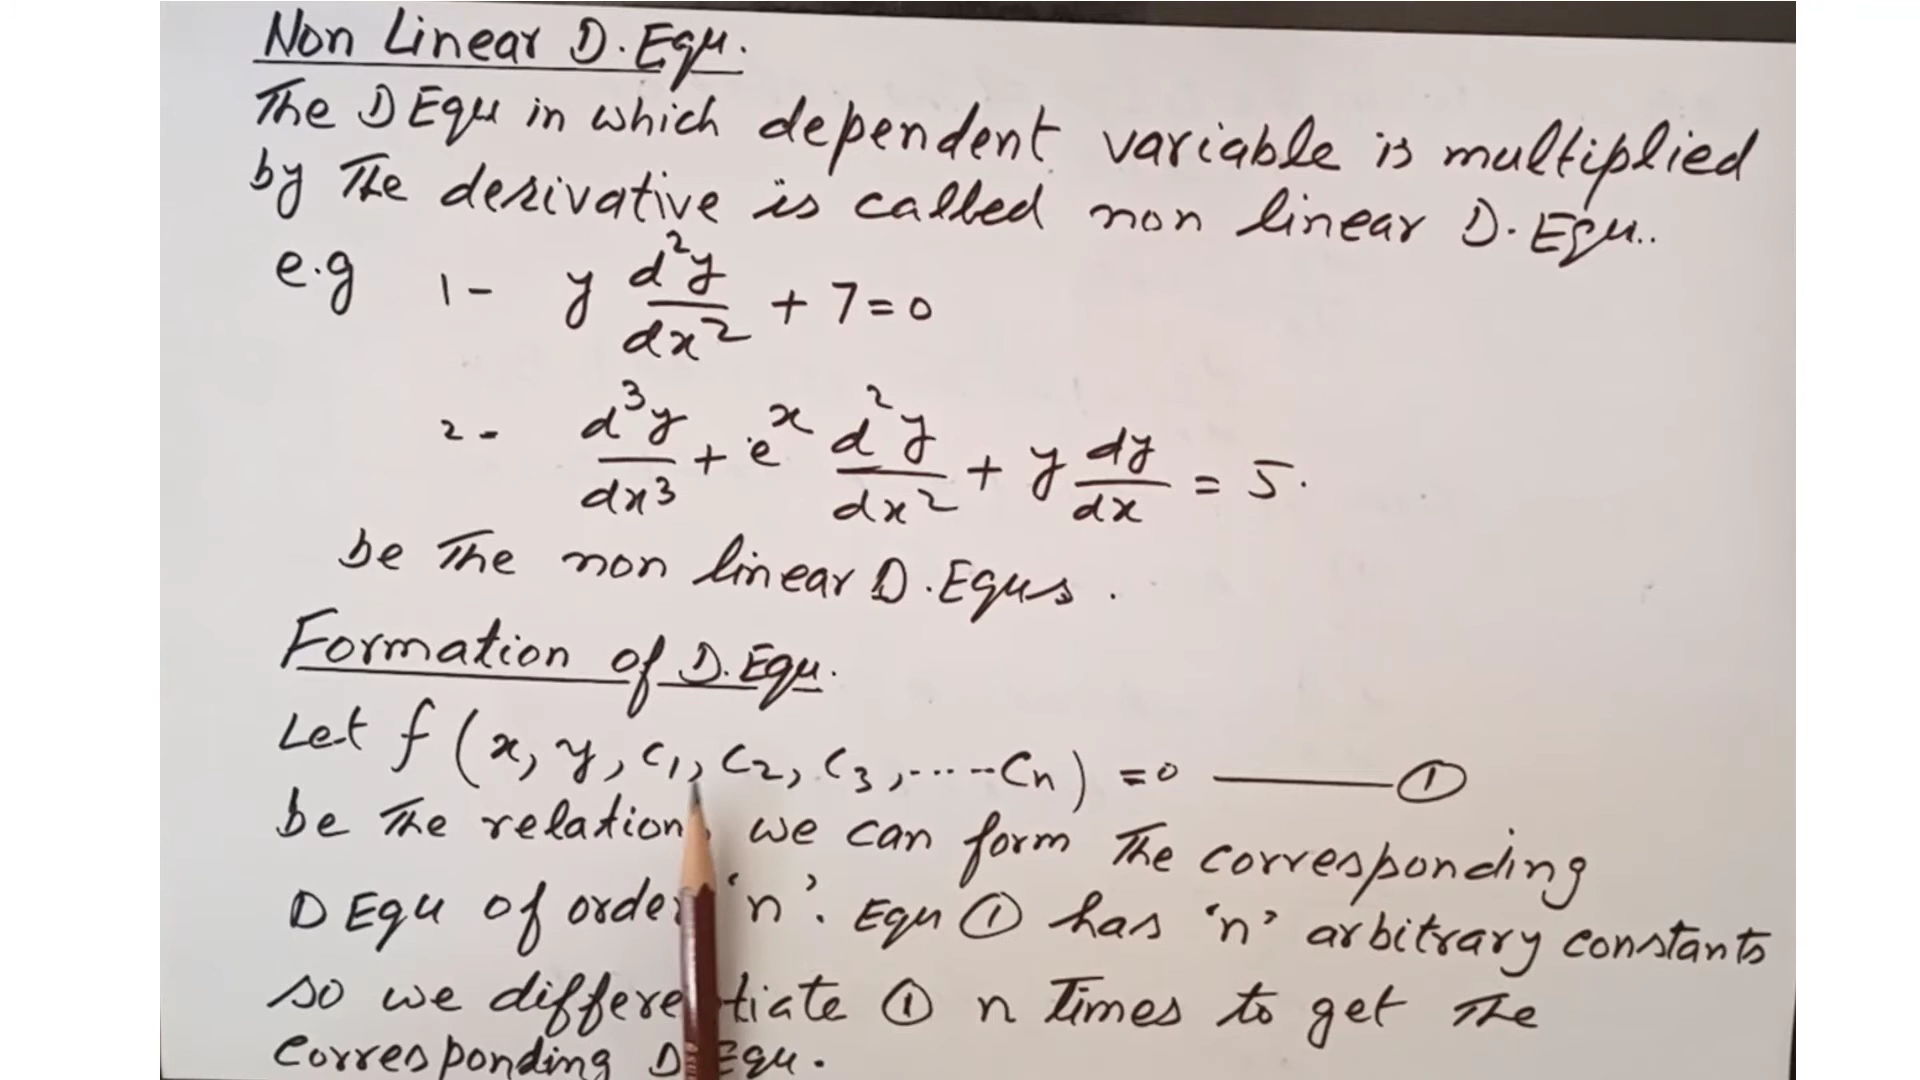 Non Linear D. Equ.
The D Equ in which dependent variable is multiplied
by the derivative is called non linear D. Equ..
e.g 1- y d²y/dx² + 7 = 0
2- d³y/dx³ + eˣ d²y/dx² + y dy/dx = 5.
be the non linear D. Equs.
Formation of D. Equ.
Let f (x, y, c₁, c₂, c₃, ..... cₙ) = 0 ——— ①
be the relation, we can form the corresponding
D Equ of order 'n'. Equ ① has 'n' arbitrary constants
so we differentiate ① n Times to get the
corresponding D Equ.